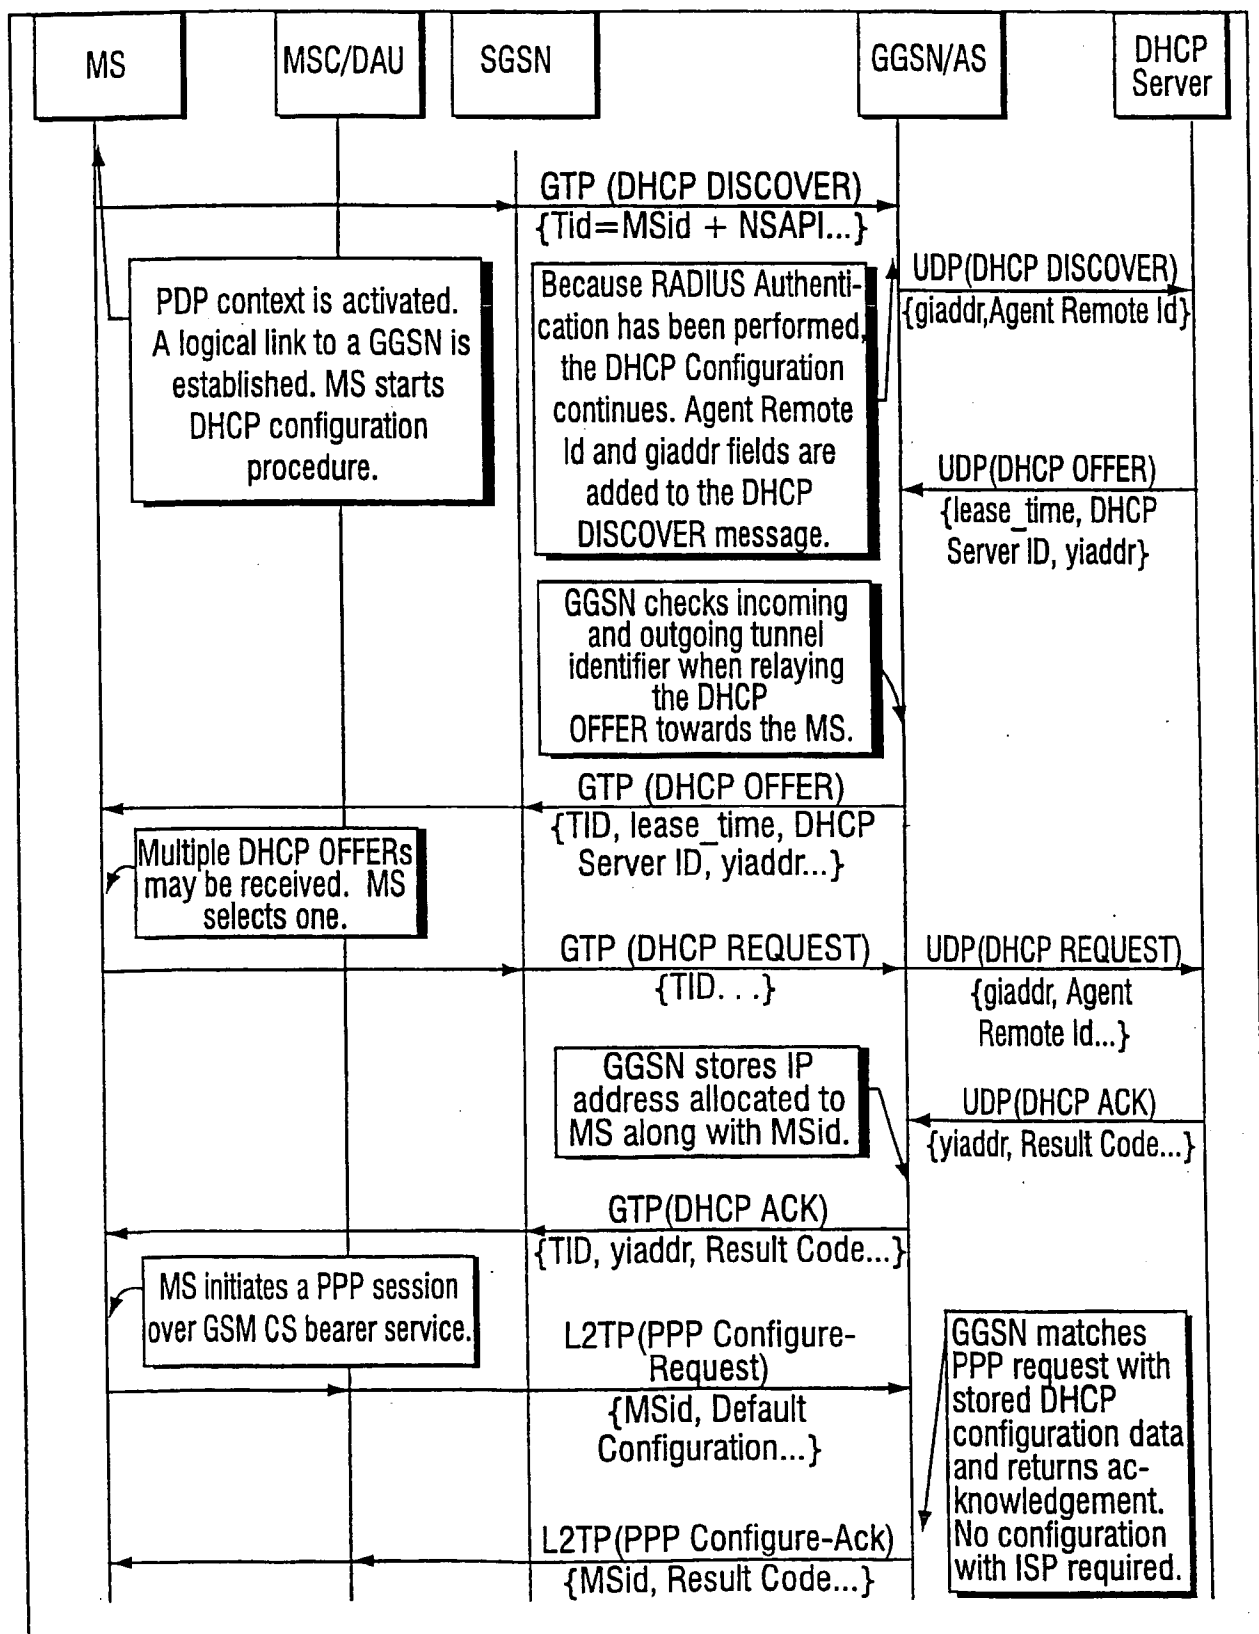 MS
MSC/DAU
SGSN
GGSN/AS
DHCP
Server
GTP (DHCP DISCOVER)
{Tid=MSid + NSAPI...}
PDP context is activated.
A logical link to a GGSN is
established. MS starts
DHCP configuration
procedure.
Because RADIUS Authenti-
cation has been performed,
the DHCP Configuration
continues. Agent Remote
Id and giaddr fields are
added to the DHCP
DISCOVER message.
UDP(DHCP DISCOVER)
{giaddr,Agent Remote Id}
UDP(DHCP OFFER)
{lease_time, DHCP
Server ID, yiaddr}
GGSN checks incoming
and outgoing tunnel
identifier when relaying
the DHCP
OFFER towards the MS.
GTP (DHCP OFFER)
{TID, lease_time, DHCP
Server ID, yiaddr...}
Multiple DHCP OFFERs
may be received. MS
selects one.
GTP (DHCP REQUEST)
{TID. . .}
UDP(DHCP REQUEST)
{giaddr, Agent
Remote Id...}
GGSN stores IP
address allocated to
MS along with MSid.
UDP(DHCP ACK)
{yiaddr, Result Code...}
GTP(DHCP ACK)
{TID, yiaddr, Result Code...}
MS initiates a PPP session
over GSM CS bearer service.
L2TP(PPP Configure-
Request)
{MSid, Default
Configuration...}
GGSN matches
PPP request with
stored DHCP
configuration data
and returns ac-
knowledgement.
No configuration
with ISP required.
L2TP(PPP Configure-Ack)
{MSid, Result Code...}